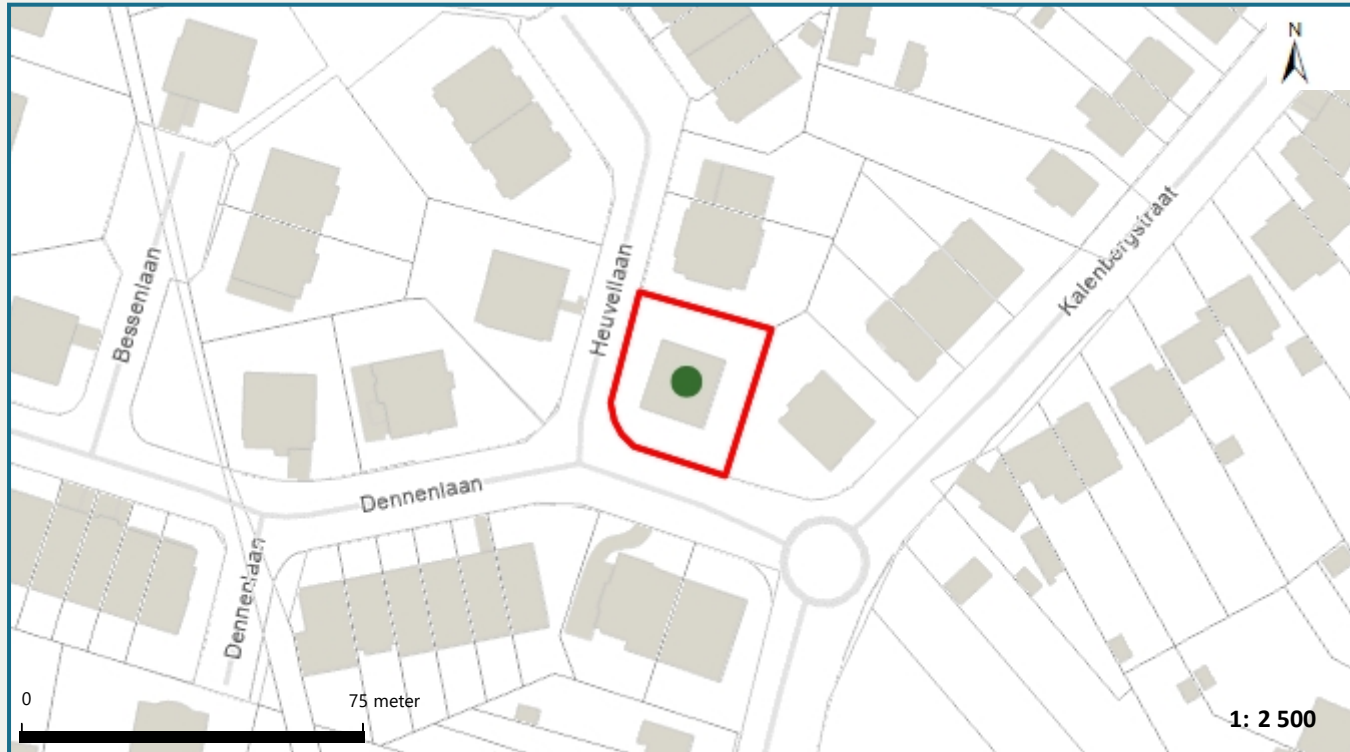 N
Kalenbergstraat
Heuvellaan
Bessenlaan
Dennenlaan
Dennenlaan
0
75 meter
1: 2 500